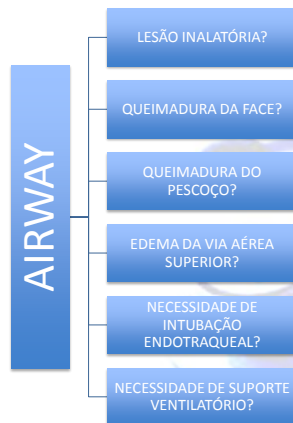 AIRWAY
LESÃO INALATÓRIA?
QUEIMADURA DA FACE?
QUEIMADURA DO
PESCOÇO?
EDEMA DA VIA AÉREA
SUPERIOR?
NECESSIDADE DE
INTUBAÇÃO
ENDOTRAQUEAL?
NECESSIDADE DE SUPORTE
VENTILATÓRIO?